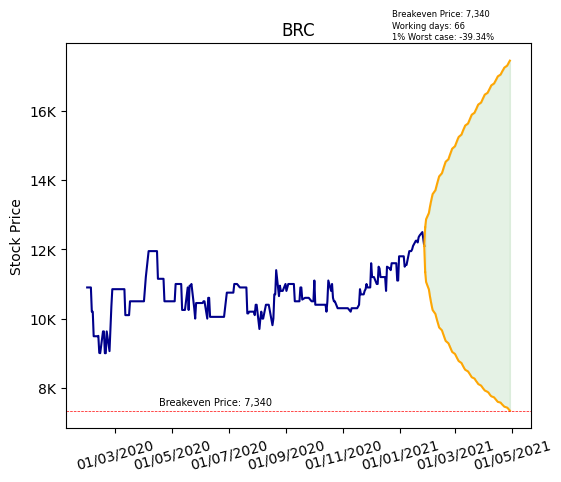 Breakeven Price: 7,340
Working days: 66
1% Worst case: -39.34%
BRC
Stock Price
16K
14K
12K
10K
8K
Breakeven Price: 7,340
01/03/2020
01/05/2020
01/07/2020
01/09/2020
01/11/2020
01/01/2021
01/03/2021
01/05/2021